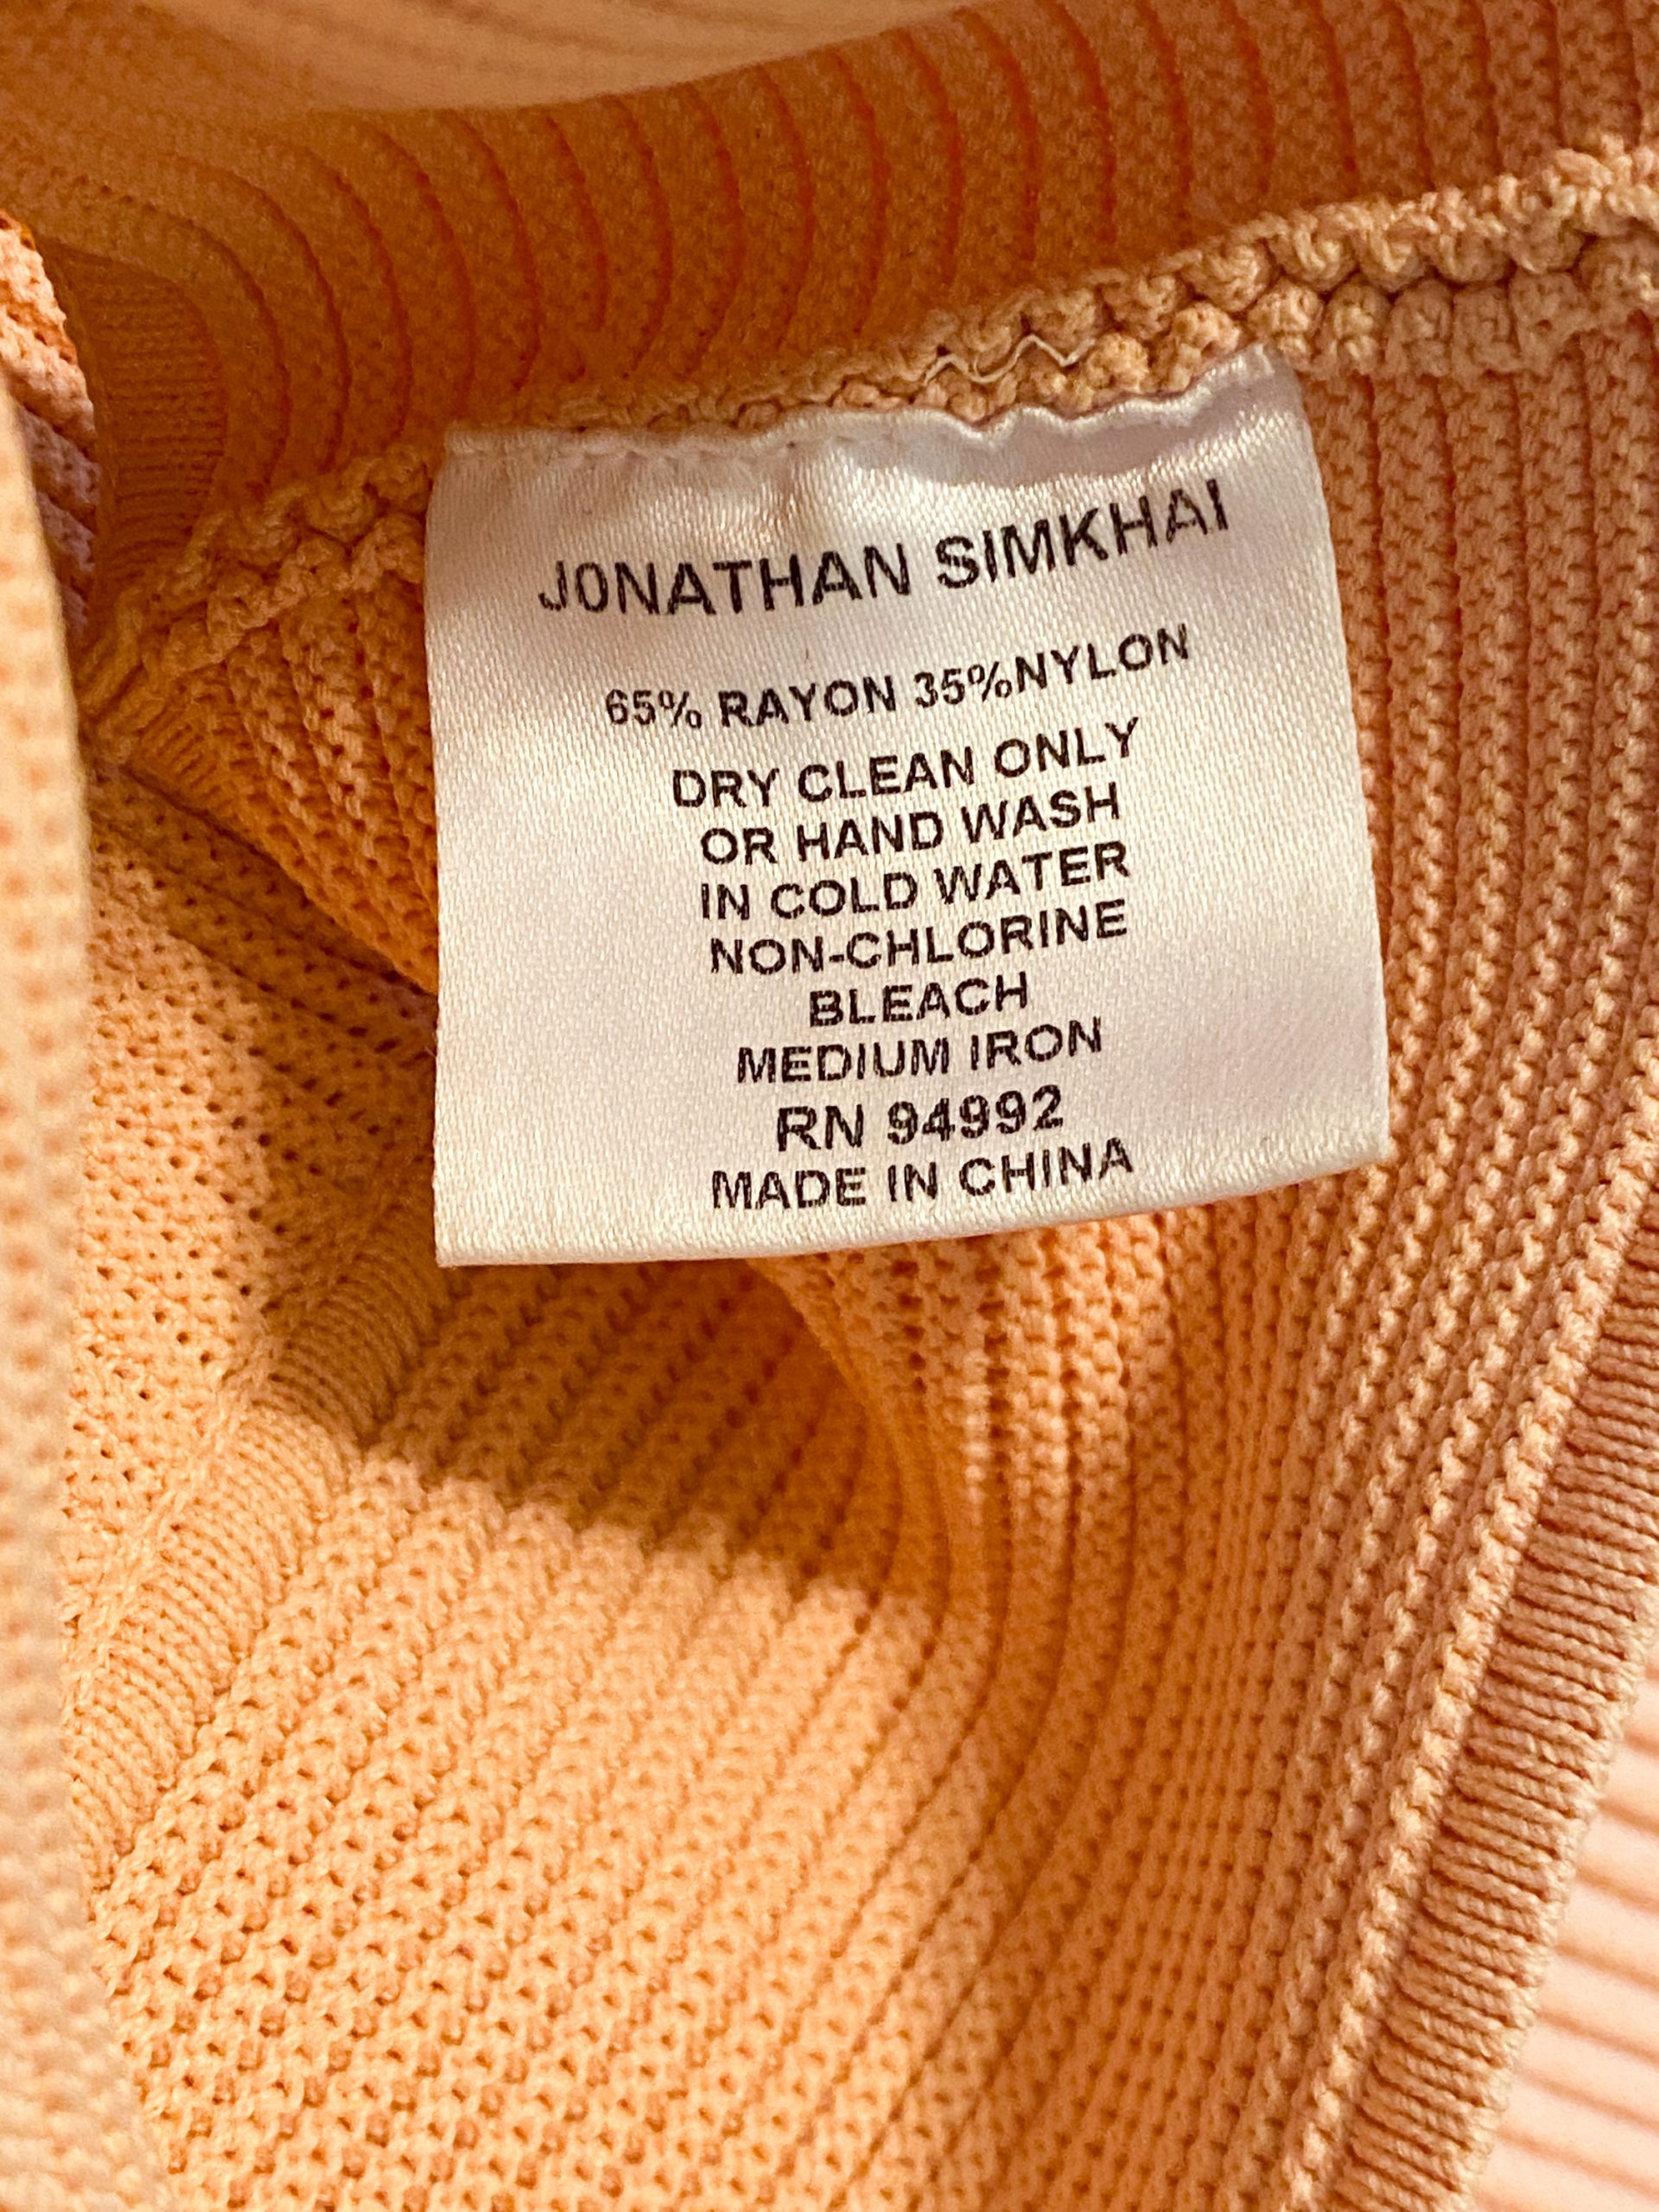 JONATHAN SIMKHAI
65% RAYON 35%NYLON
DRY CLEAN ONLY
OR HAND WASH
IN COLD WATER
NON-CHLORINE
BLEACH
MEDIUM IRON
RN 94992
MADE IN CHINA